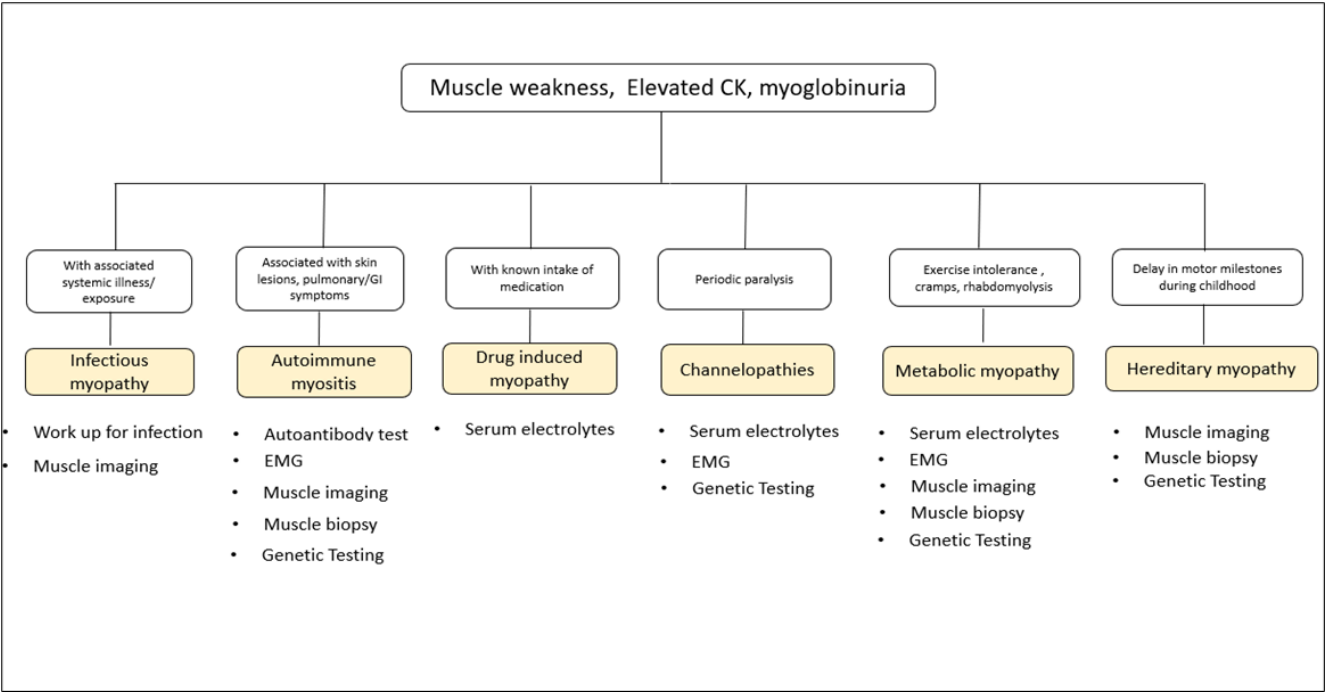 Muscle weakness,  Elevated CK, myoglobinuria
With associated
systemic illness/
exposure
Associated with skin
lesions, pulmonary/GI
symptoms
With known intake of
medication
Periodic paralysis
Exercise intolerance ,
cramps, rhabdomyolysis
Delay in motor milestones
during childhood
Infectious
myopathy
Autoimmune
myositis
Drug induced
myopathy
Channelopathies
Metabolic myopathy
Hereditary myopathy
• Work up for infection
• Muscle imaging
• Autoantibody test
• EMG
• Muscle imaging
• Muscle biopsy
• Genetic Testing
• Serum electrolytes
• Serum electrolytes
• EMG
• Genetic Testing
• Serum electrolytes
• EMG
• Muscle imaging
• Muscle biopsy
• Genetic Testing
• Muscle imaging
• Muscle biopsy
• Genetic Testing